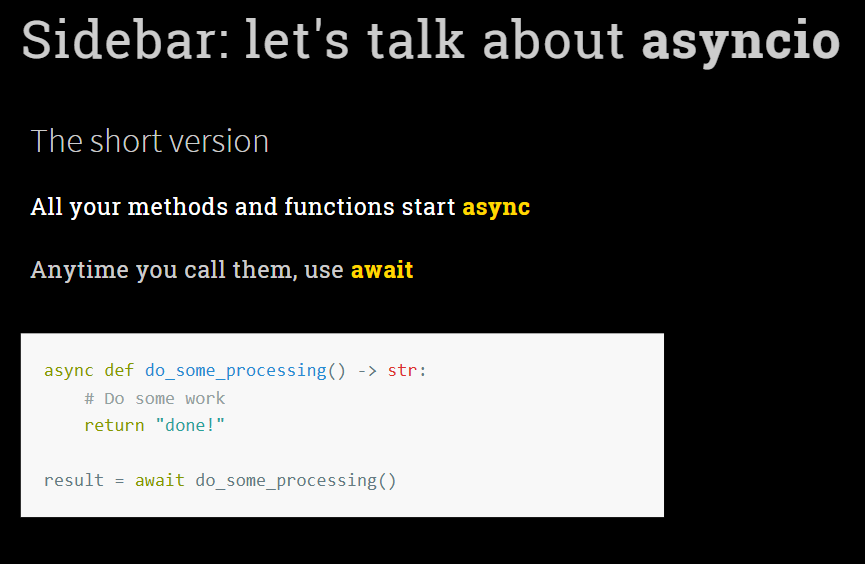 Sidebar: let's talk about asyncio
The short version
All your methods and functions start async
Anytime you call them, use await
async def do_some_processing() -> str:
    # Do some work
    return "done!"
result = await do_some_processing()